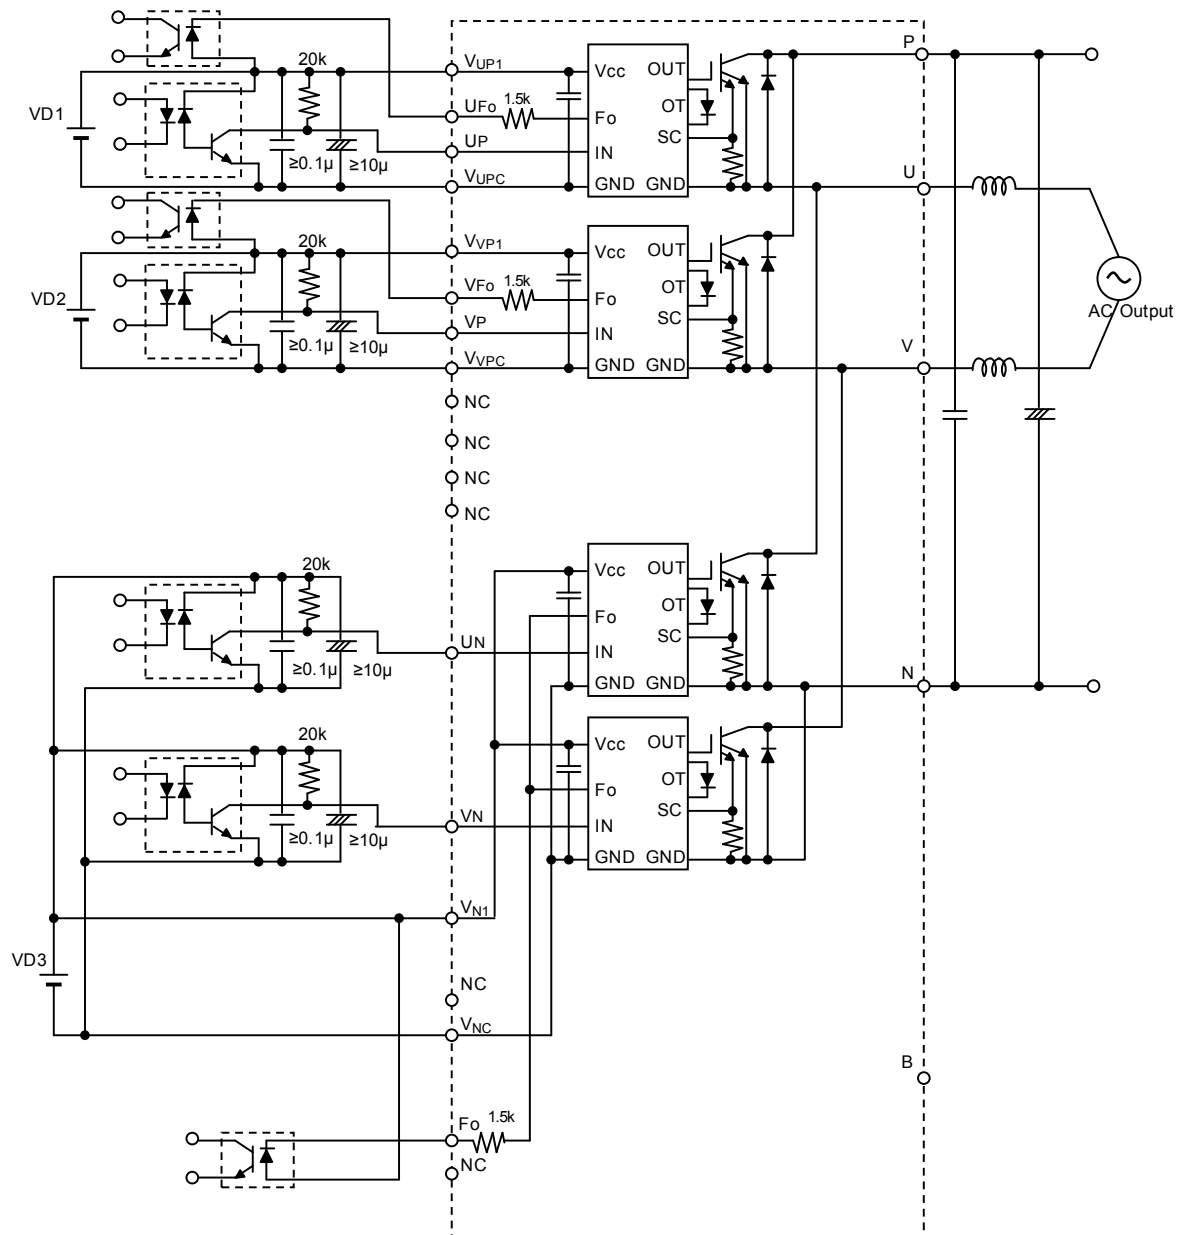 P
20k
VUP1
Vcc OUT
VD1
UFo 1.5k
Fo
OT
UP
SC
IN
≥0.1μ ≥10μ
VUPC
GND GND
U
20k
VVP1
Vcc OUT
VD2
VFo 1.5k
Fo
OT
AC Output
VP
SC
IN
≥0.1μ ≥10μ
VVPC
GND GND
V
NC
NC
NC
NC
20k
Vcc OUT
Fo
OT
UN
SC
IN
≥0.1μ ≥10μ
GND GND
N
20k
Vcc OUT
Fo
OT
VN
SC
IN
≥0.1μ ≥10μ
GND GND
VN1
VD3
NC
VNC
B
Fo 1.5k
NC